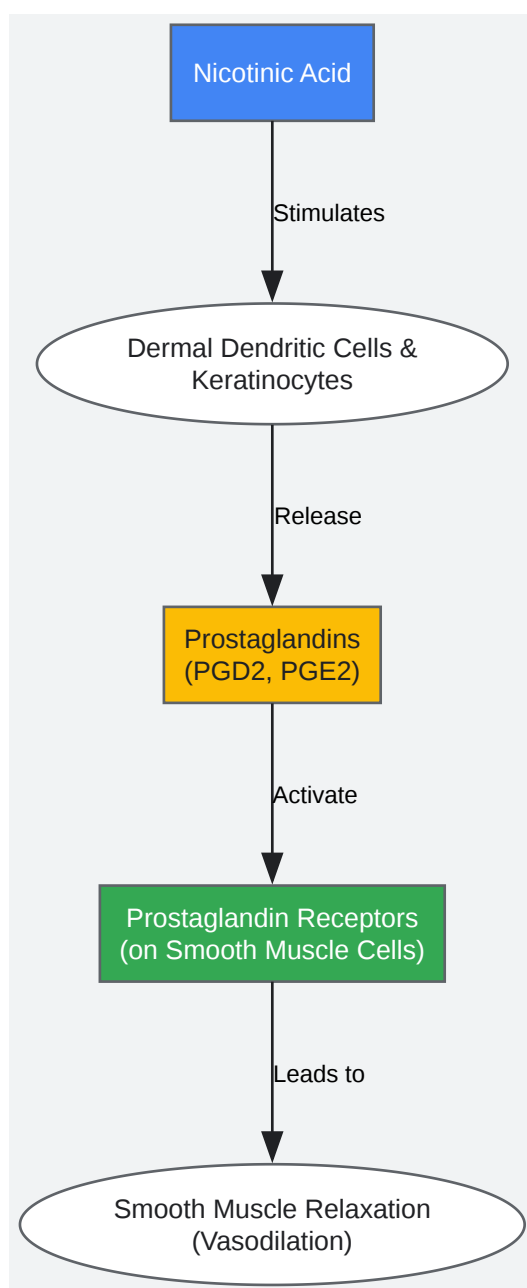 Nicotinic Acid
Stimulates
Dermal Dendritic Cells &
Keratinocytes
Release
Prostaglandins
(PGD2, PGE2)
Activate
Prostaglandin Receptors
(on Smooth Muscle Cells)
Leads to
Smooth Muscle Relaxation
(Vasodilation)